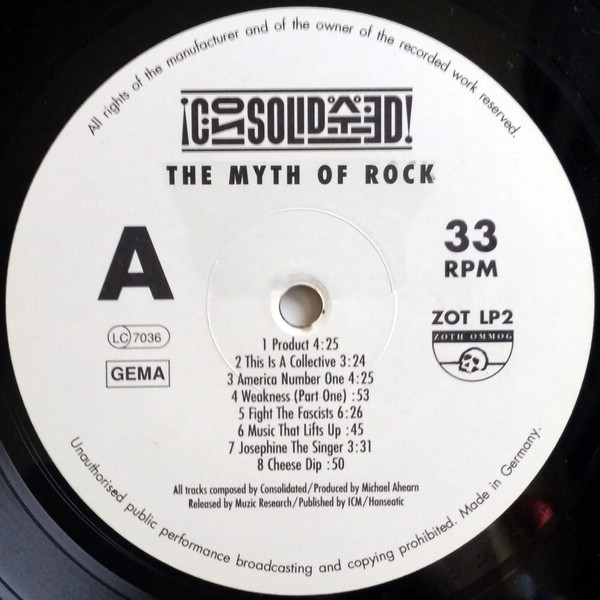 All rights of the manufacturer and of the owner of the recorded work reserved.
¡CONSOLIDATED!
THE MYTH OF ROCK
A
33
RPM
LC 7036
GEMA
ZOT LP2
ZOTH OMMOG
1 Product 4:25
2 This Is A Collective 3:24
3 America Number One 4:25
4 Weakness (Part One) :53
5 Fight The Fascists 6:26
6 Music That Lifts Up :45
7 Josephine The Singer 3:31
8 Cheese Dip :50
All tracks composed by Consolidated/Produced by Michael Ahearn
Released by Muzic Research/Published by ICM/Hanseatic
Unauthorised public performance broadcasting and copying prohibited. Made in Germany.